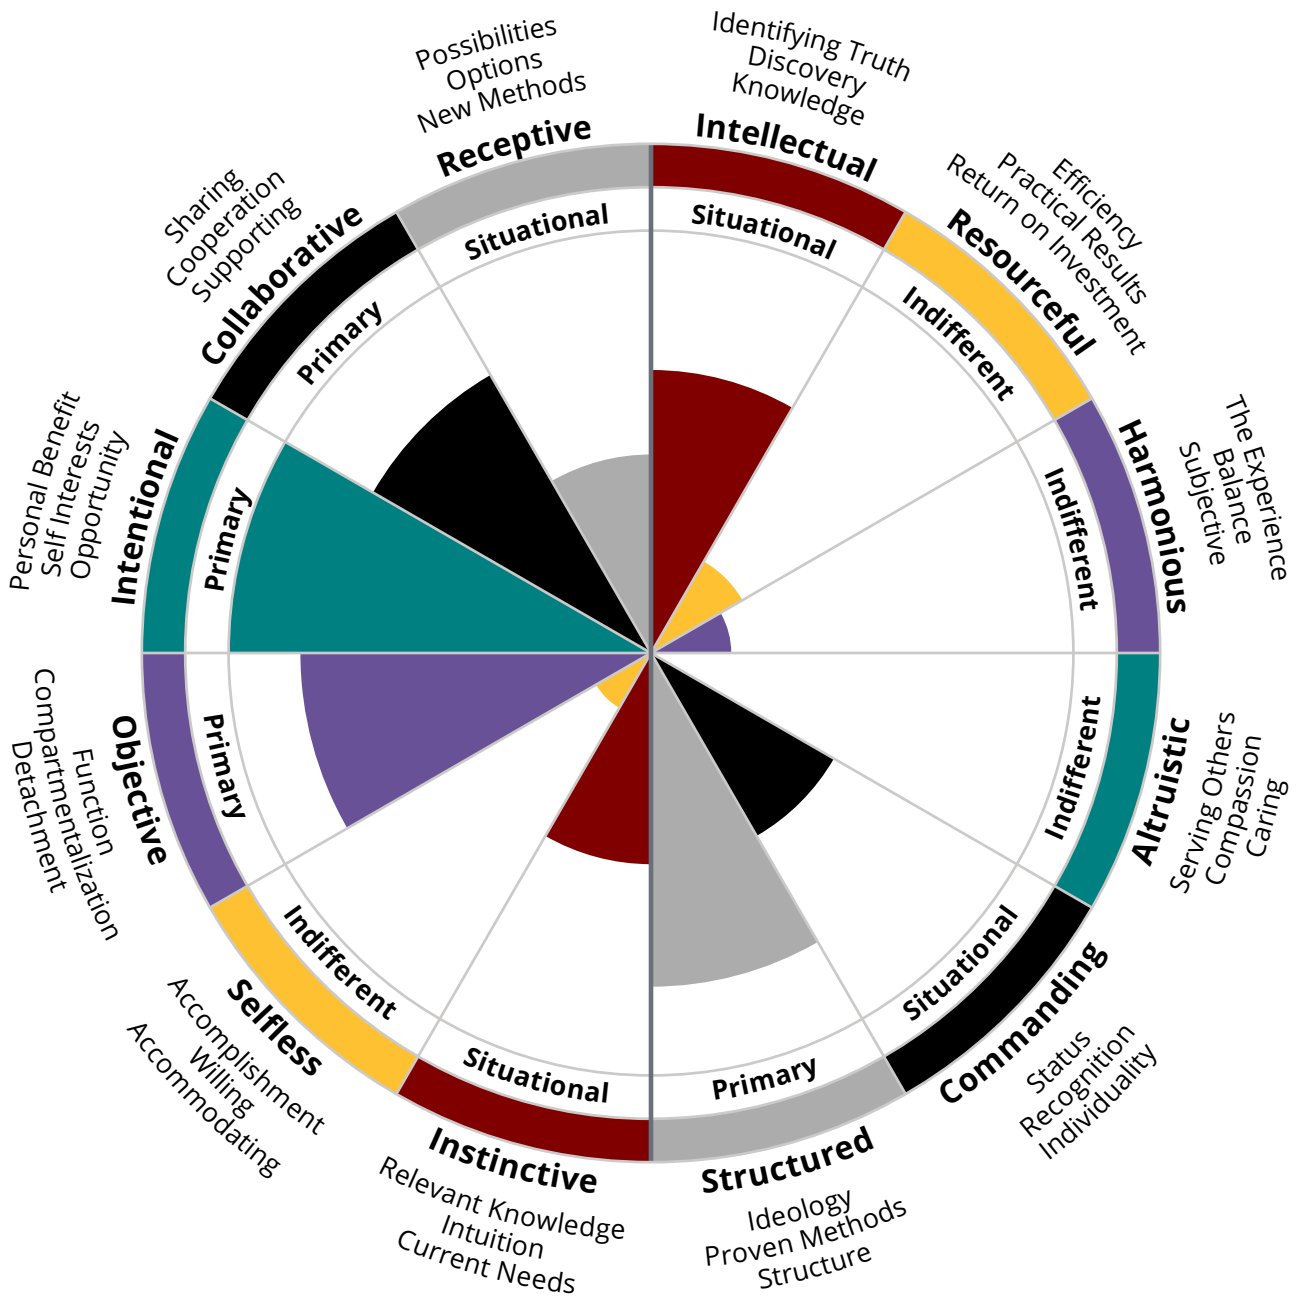 Identifying Truth
Discovery
Knowledge
Intellectual
Situational
Efficiency
Practical Results
Return on Investment
Resourceful
Indifferent
The Experience
Balance
Subjective
Harmonious
Indifferent
Altruistic
Serving Others
Compassion
Caring
Indifferent
Commanding
Status
Recognition
Individuality
Situational
Primary
Structured
Ideology
Proven Methods
Structure
Situational
Instinctive
Relevant Knowledge
Intuition
Current Needs
Indifferent
Selfless
Accomplishment
Willing
Accommodating
Primary
Objective
Function
Compartmentalization
Detachment
Personal Benefit
Self Interests
Opportunity
Intentional
Primary
Sharing
Cooperation
Supporting
Collaborative
Primary
Possibilities
Options
New Methods
Receptive
Situational